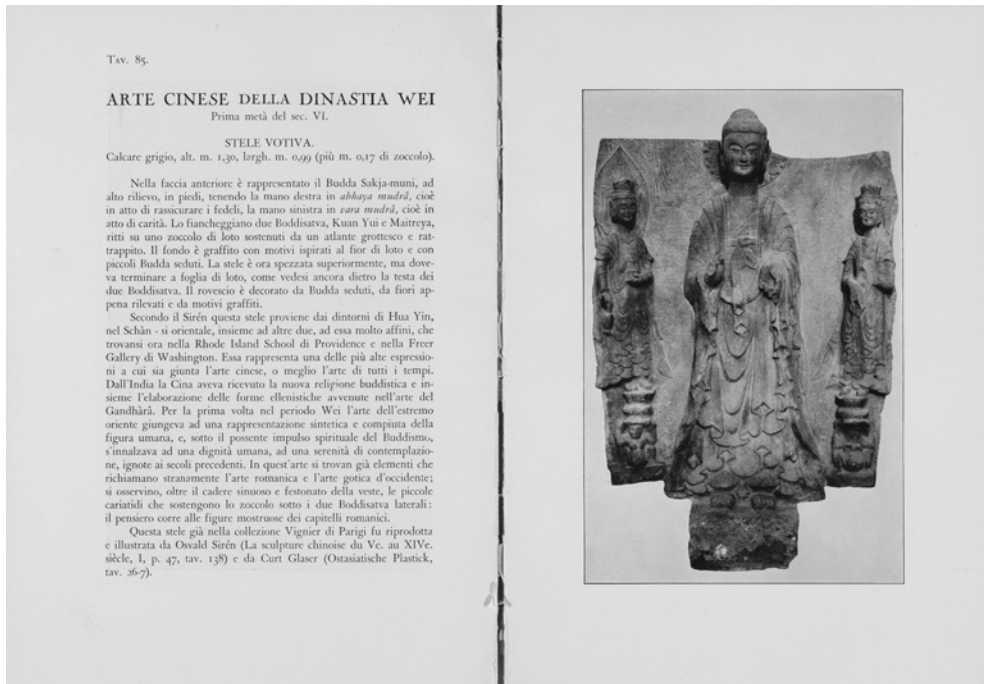 Tav. 85.
ARTE CINESE DELLA DINASTIA WEI
Prima metà del sec. VI.
STELE VOTIVA.
Calcare grigio, alt. m. 1,30, largh. m. 0,99 (più m. 0,17 di zoccolo).
Nella faccia anteriore è rappresentato il Budda Sakja-muni, ad
alto rilievo, in piedi, tenendo la mano destra in abhaya mudrâ, cioè
in atto di rassicurare i fedeli, la mano sinistra in vara mudrâ, cioè in
atto di carità. Lo fiancheggiano due Boddisatva, Kuan Yui e Maitreya,
ritti su uno zoccolo di loto sostenuti da un atlante grottesco e rat-
trappito. Il fondo è graffito con motivi ispirati al fior di loto e con
piccoli Budda seduti. La stele è ora spezzata superiormente, ma dove-
va terminare a foglia di loto, come vedesi ancora dietro la testa dei
due Boddisatva. Il rovescio è decorato da Budda seduti, da fiori ap-
pena rilevati e da motivi graffiti.
Secondo il Sirén questa stele proviene dai dintorni di Hua Yin,
nel Schàn - si orientale, insieme ad altre due, ad essa molto affini, che
trovansi ora nella Rhode Island School di Providence e nella Freer
Gallery di Washington. Essa rappresenta una delle più alte espressio-
ni a cui sia giunta l'arte cinese, o meglio l'arte di tutti i tempi.
Dall'India la Cina aveva ricevuto la nuova religione buddistica e in-
sieme l'elaborazione delle forme ellenistiche avvenute nell'arte del
Gandhàrâ. Per la prima volta nel periodo Wei l'arte dell'estremo
oriente giungeva ad una rappresentazione sintetica e compiuta della
figura umana, e, sotto il possente impulso spirituale del Buddismo,
s'innalzava ad una dignità umana, ad una serenità di contemplazio-
ne, ignote ai secoli precedenti. In quest'arte si trovan già elementi che
richiamano stranamente l'arte romanica e l'arte gotica d'occidente;
si osservino, oltre il cadere sinuoso e festonato della veste, le piccole
cariatidi che sostengono lo zoccolo sotto i due Boddisatva laterali:
il pensiero corre alle figure mostruose dei capitelli romanici.
Questa stele già nella collezione Vignier di Parigi fu riprodotta
e illustrata da Osvald Sirén (La sculpture chinoise du Ve. au XIVe.
siècle, I, p. 47, tav. 138) e da Curt Glaser (Ostasiatische Plastick,
tav. 26-7).